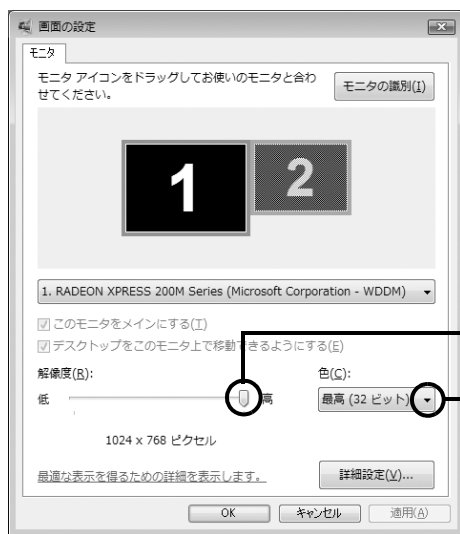 画面の設定
モニタ
モニタ アイコンをドラッグしてお使いのモニタと合わ
せてください。
モニタの識別(I)
1
2
1. RADEON XPRESS 200M Series (Microsoft Corporation - WDDM)
このモニタをメインにする(T)
デスクトップをこのモニタ上で移動できるようにする(E)
解像度(R):
色(C):
低
高
最高 (32 ビット)
1024 x 768 ピクセル
最適な表示を得るための詳細を表示します。
詳細設定(V)...
OK
キャンセル
適用(A)